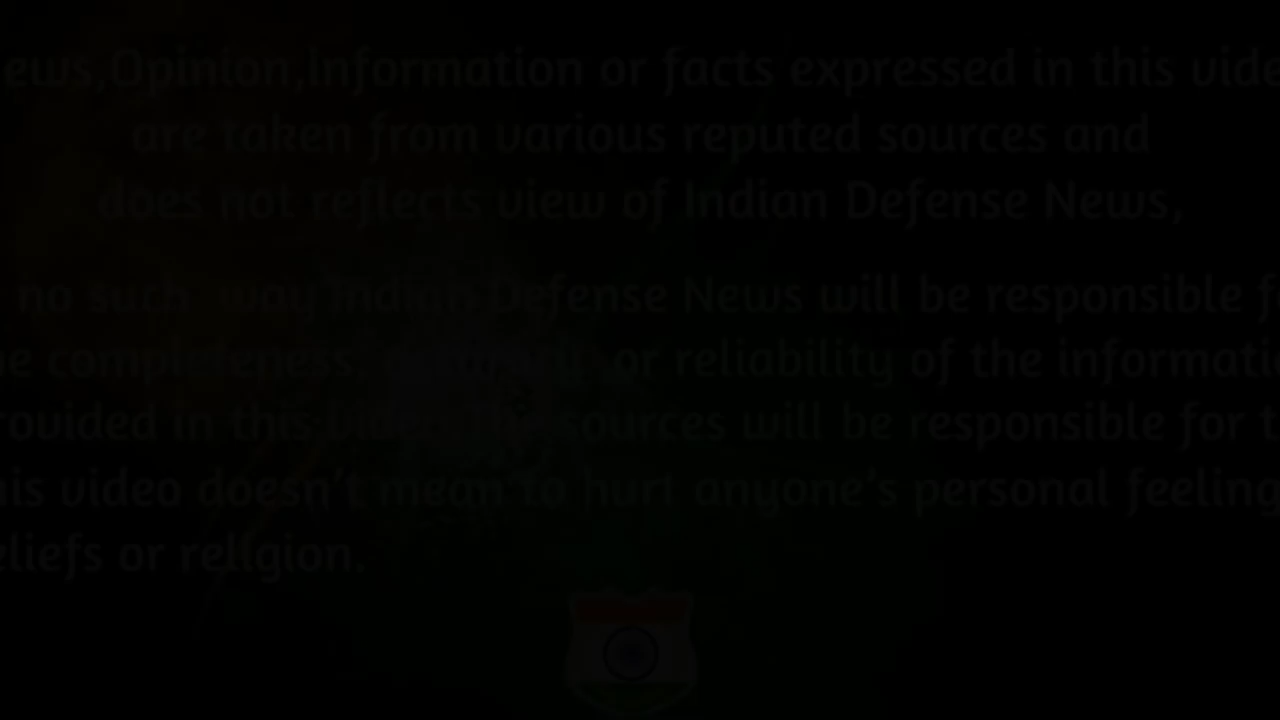 ews,Opinion,Information or facts expressed in this vide
are taken from various reputed sources and
does not reflects view of Indian Defense News,
no such way Indian Defense News will be responsible f
e completeness, or reliability of the informati
rovided in this sources will be responsible for t
is video doesn't mean to hurt anyone's personal feeling
eliefs or religion.